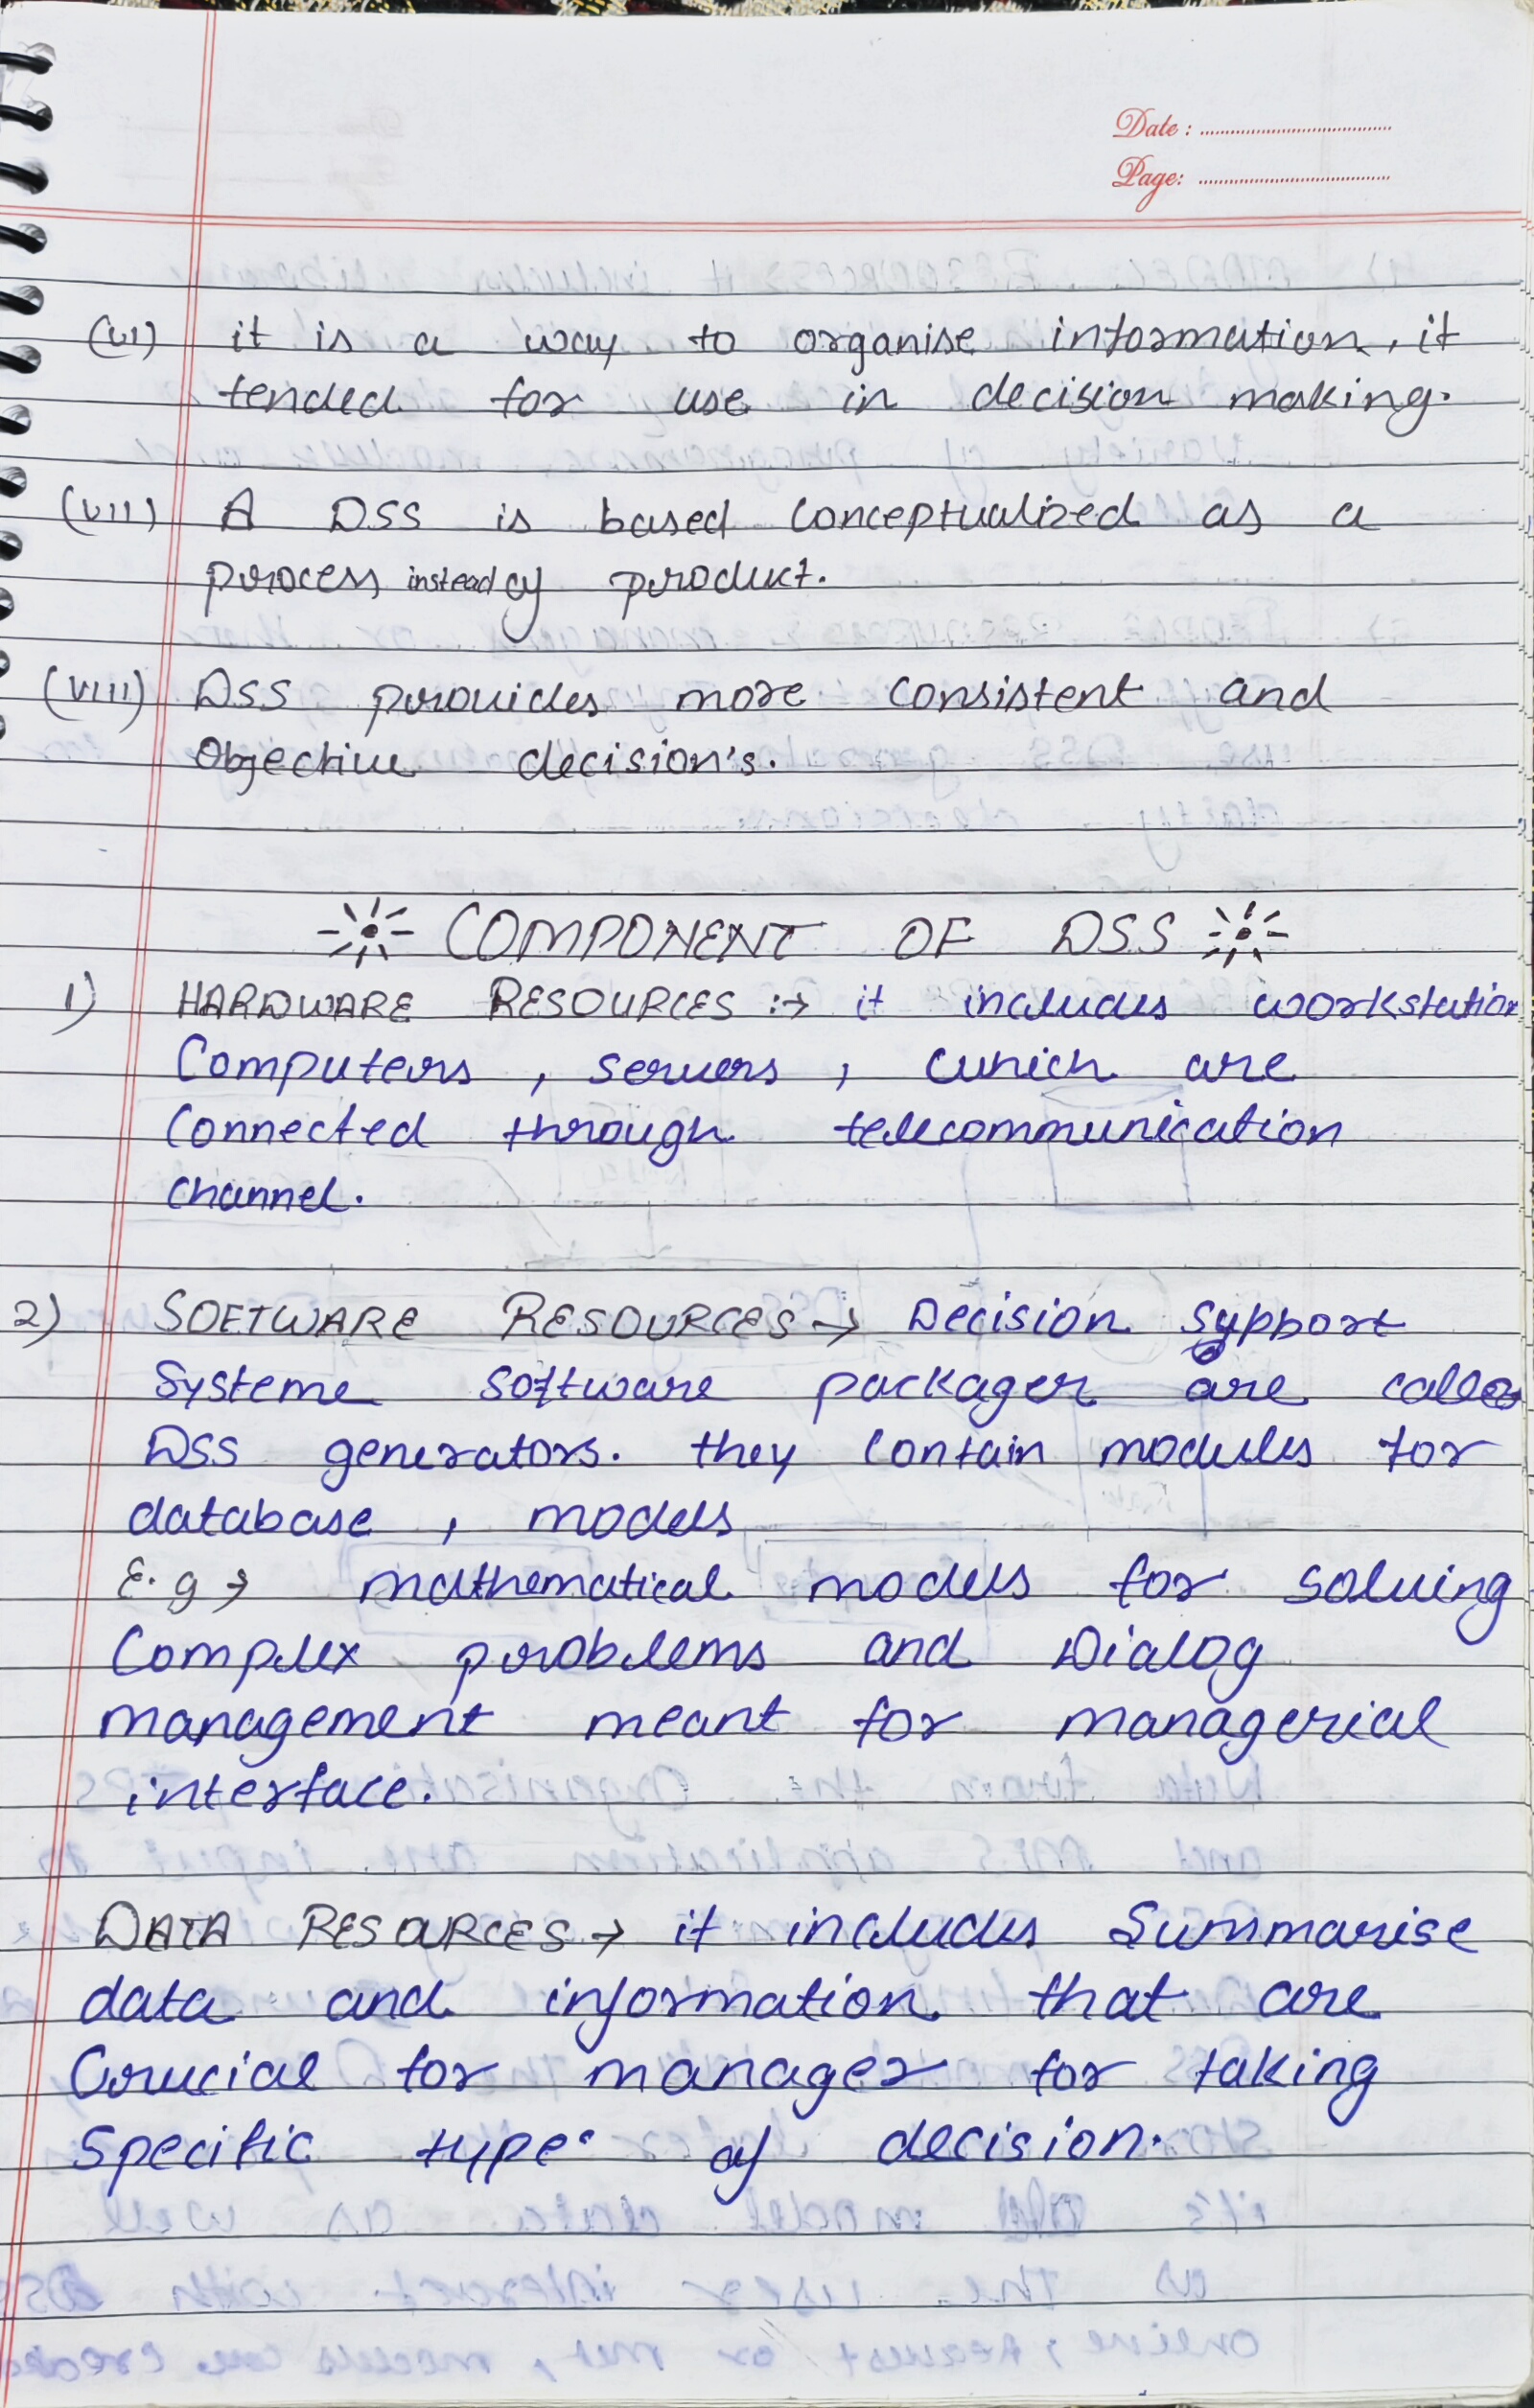 Date :
Page:
(VI) it is a way to organise information, it
tended for use in decision making.
(VII) A DSS is based conceptualized as a
process instead of product.
(VIII) DSS provides more consistent and
Objective decision's.
COMPONENT OF DSS
1) HARDWARE RESOURCES :→ it includes workstation
Computers , servers , which are
connected through telecommunication
channel.
2) SOFTWARE RESOURCES → Decision support
Systeme software packager are called
DSS generators. they contain modules for
database , models
E.g → mathematical models for solving
Complex problems and Dialog
management meant for managerial
interface.
DATA RESOURCES → it includes Summarise
data and information that are
Crucial for manager for taking
Specific type of decision.